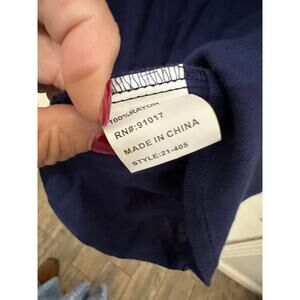 100% RAYON
RN#:91017
MADE IN CHINA
STYLE:21-405